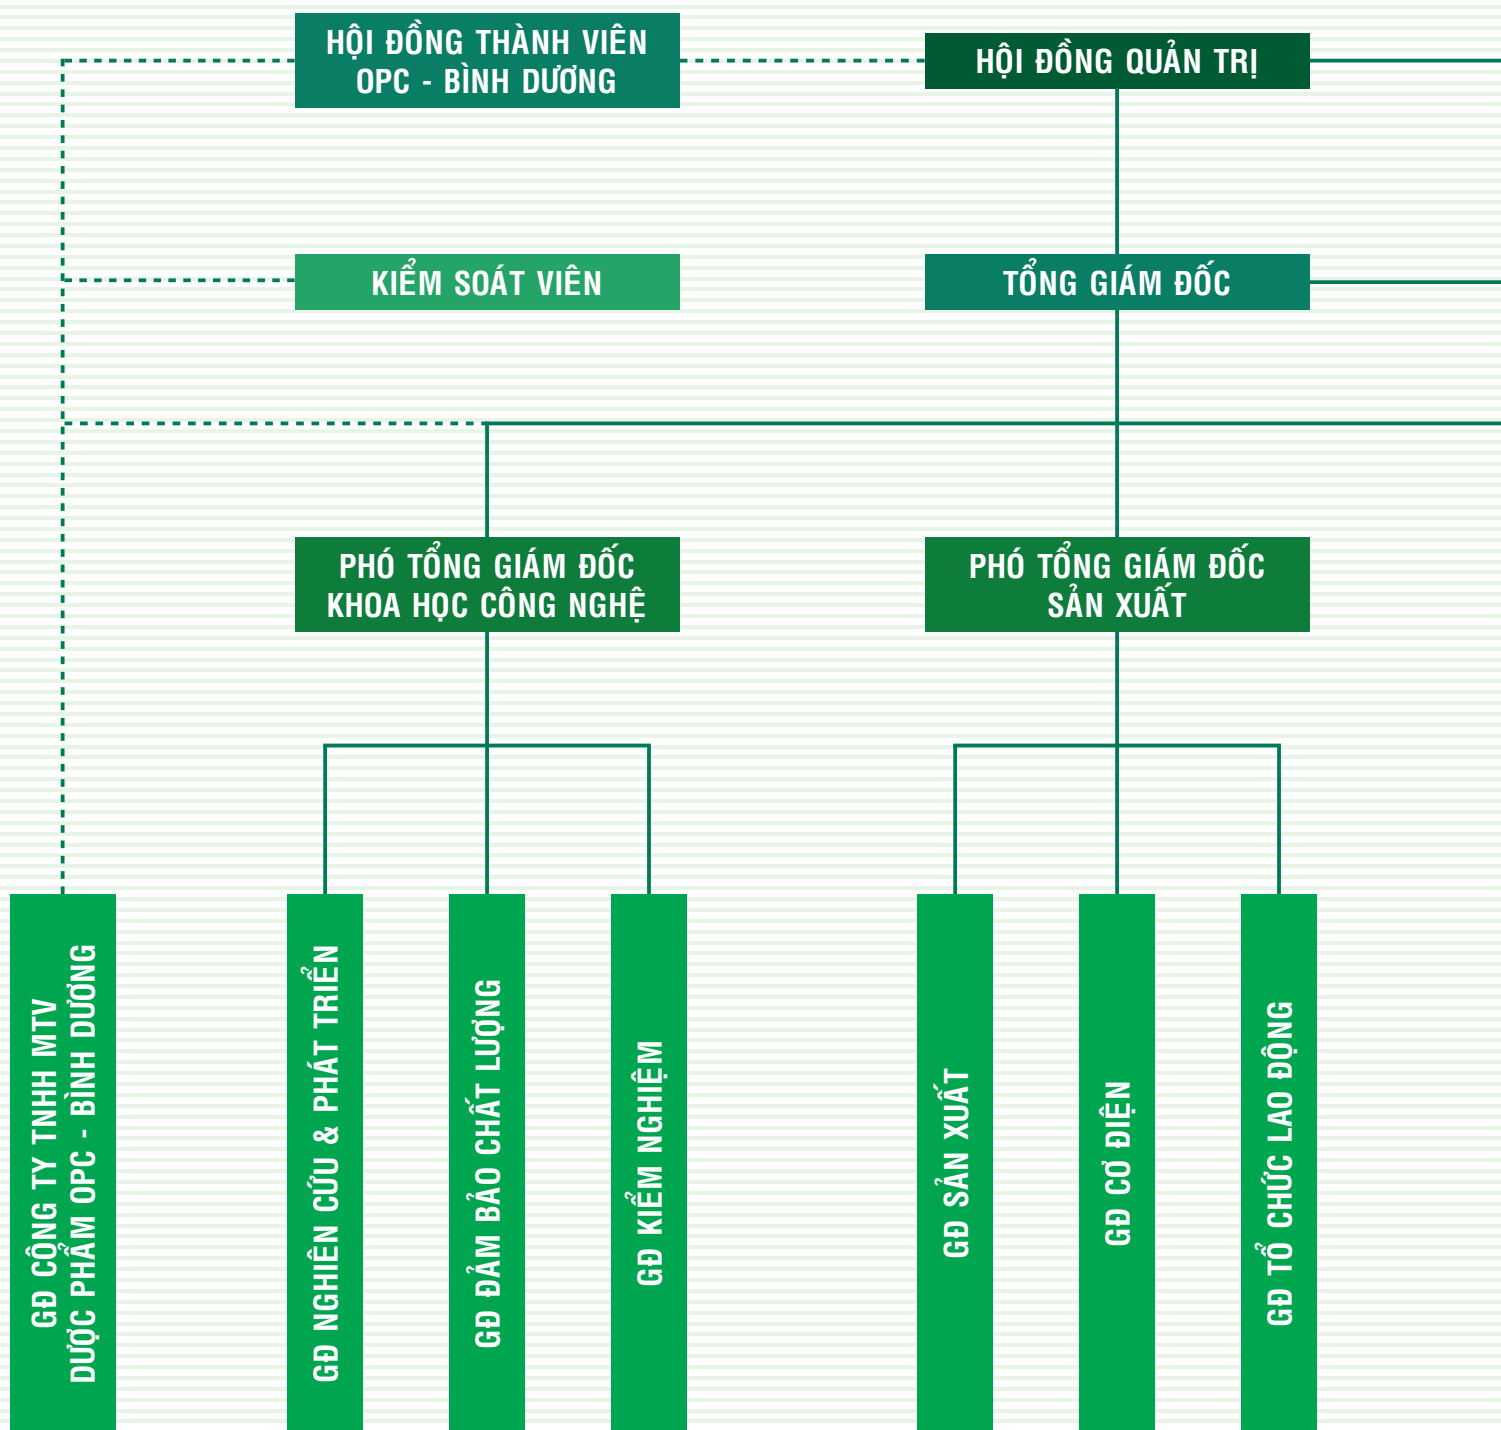 HỘI ĐỒNG THÀNH VIÊN
OPC - BÌNH DƯƠNG
HỘI ĐỒNG QUẢN TRỊ
KIỂM SOÁT VIÊN
TỔNG GIÁM ĐỐC
PHÓ TỔNG GIÁM ĐỐC
KHOA HỌC CÔNG NGHỆ
PHÓ TỔNG GIÁM ĐỐC
SẢN XUẤT
GĐ CÔNG TY TNHH MTV
DƯỢC PHẨM OPC - BÌNH DƯƠNG
GĐ NGHIÊN CỨU & PHÁT TRIỂN
GĐ ĐẢM BẢO CHẤT LƯỢNG
GĐ KIỂM NGHIỆM
GĐ SẢN XUẤT
GĐ CƠ ĐIỆN
GĐ TỔ CHỨC LAO ĐỘNG